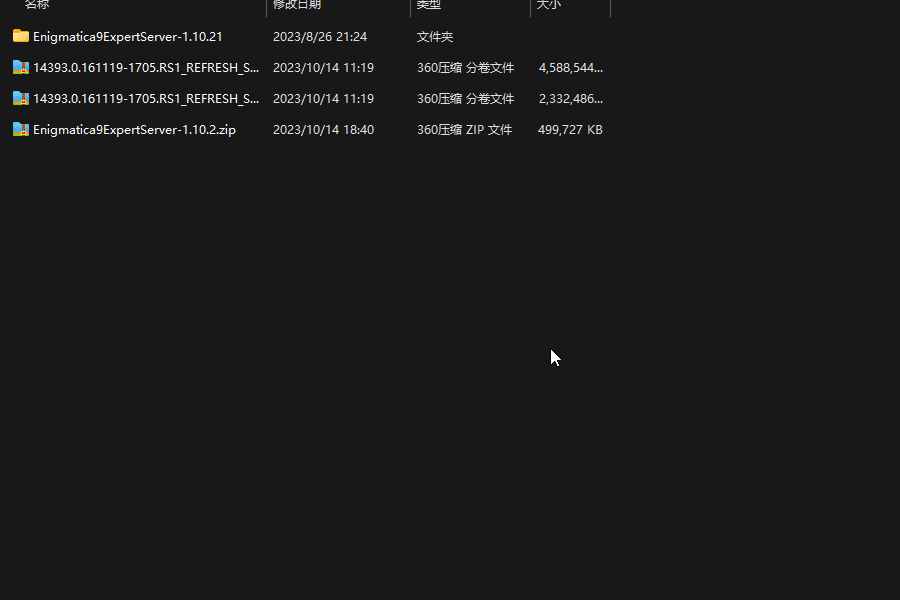 名称 修改日期 类型 大小
Enigmatica9ExpertServer-1.10.21 2023/8/26 21:24 文件夹
14393.0.161119-1705.RS1_REFRESH_S... 2023/10/14 11:19 360压缩 分卷文件 4,588,544...
14393.0.161119-1705.RS1_REFRESH_S... 2023/10/14 11:19 360压缩 分卷文件 2,332,486...
Enigmatica9ExpertServer-1.10.2.zip 2023/10/14 18:40 360压缩 ZIP 文件 499,727 KB